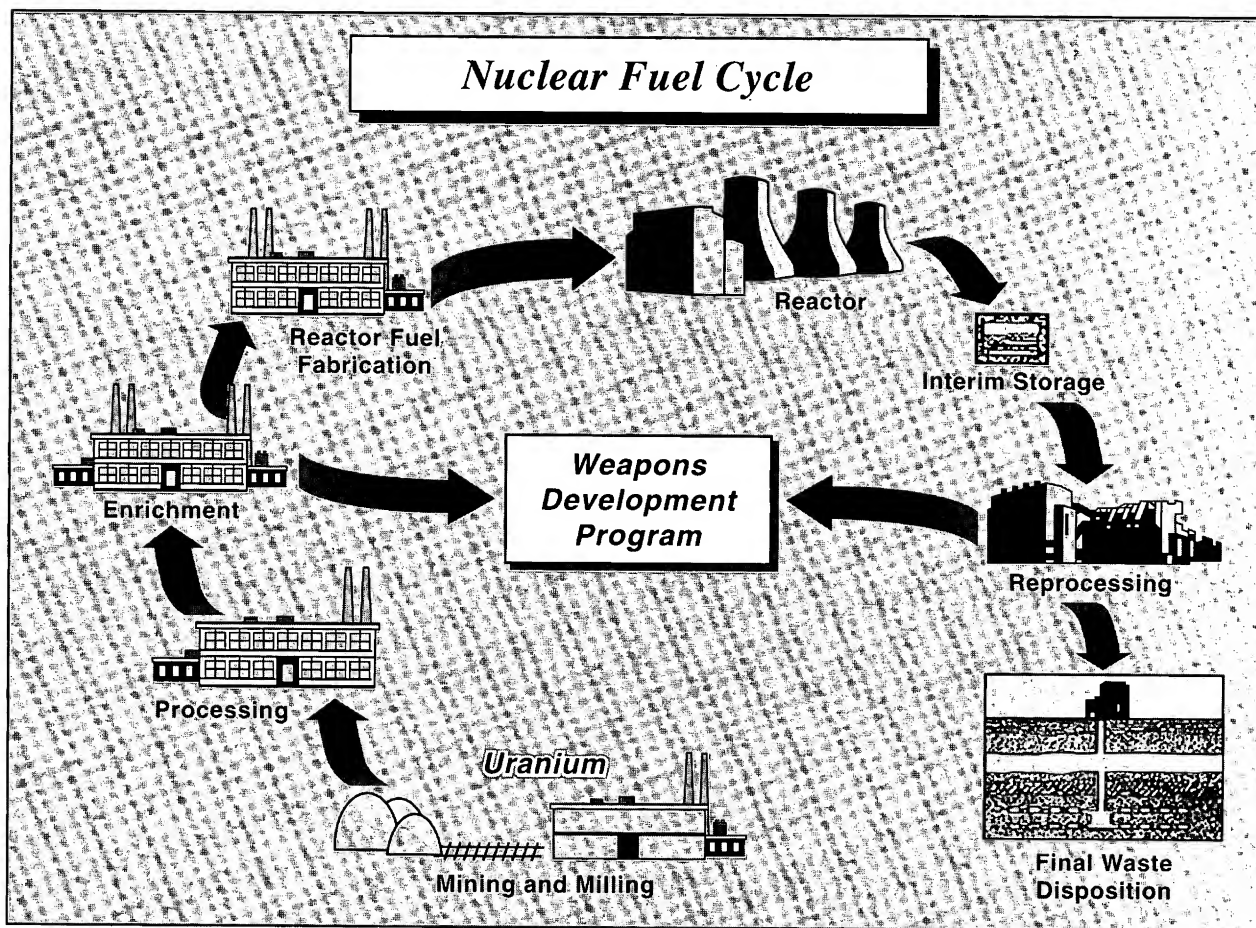 Nuclear Fuel Cycle
Reactor Fuel
Fabrication
Reactor
Interim Storage
Enrichment
Weapons
Development
Program
Reprocessing
Processing
Uranium
Mining and Milling
Final Waste
Disposition